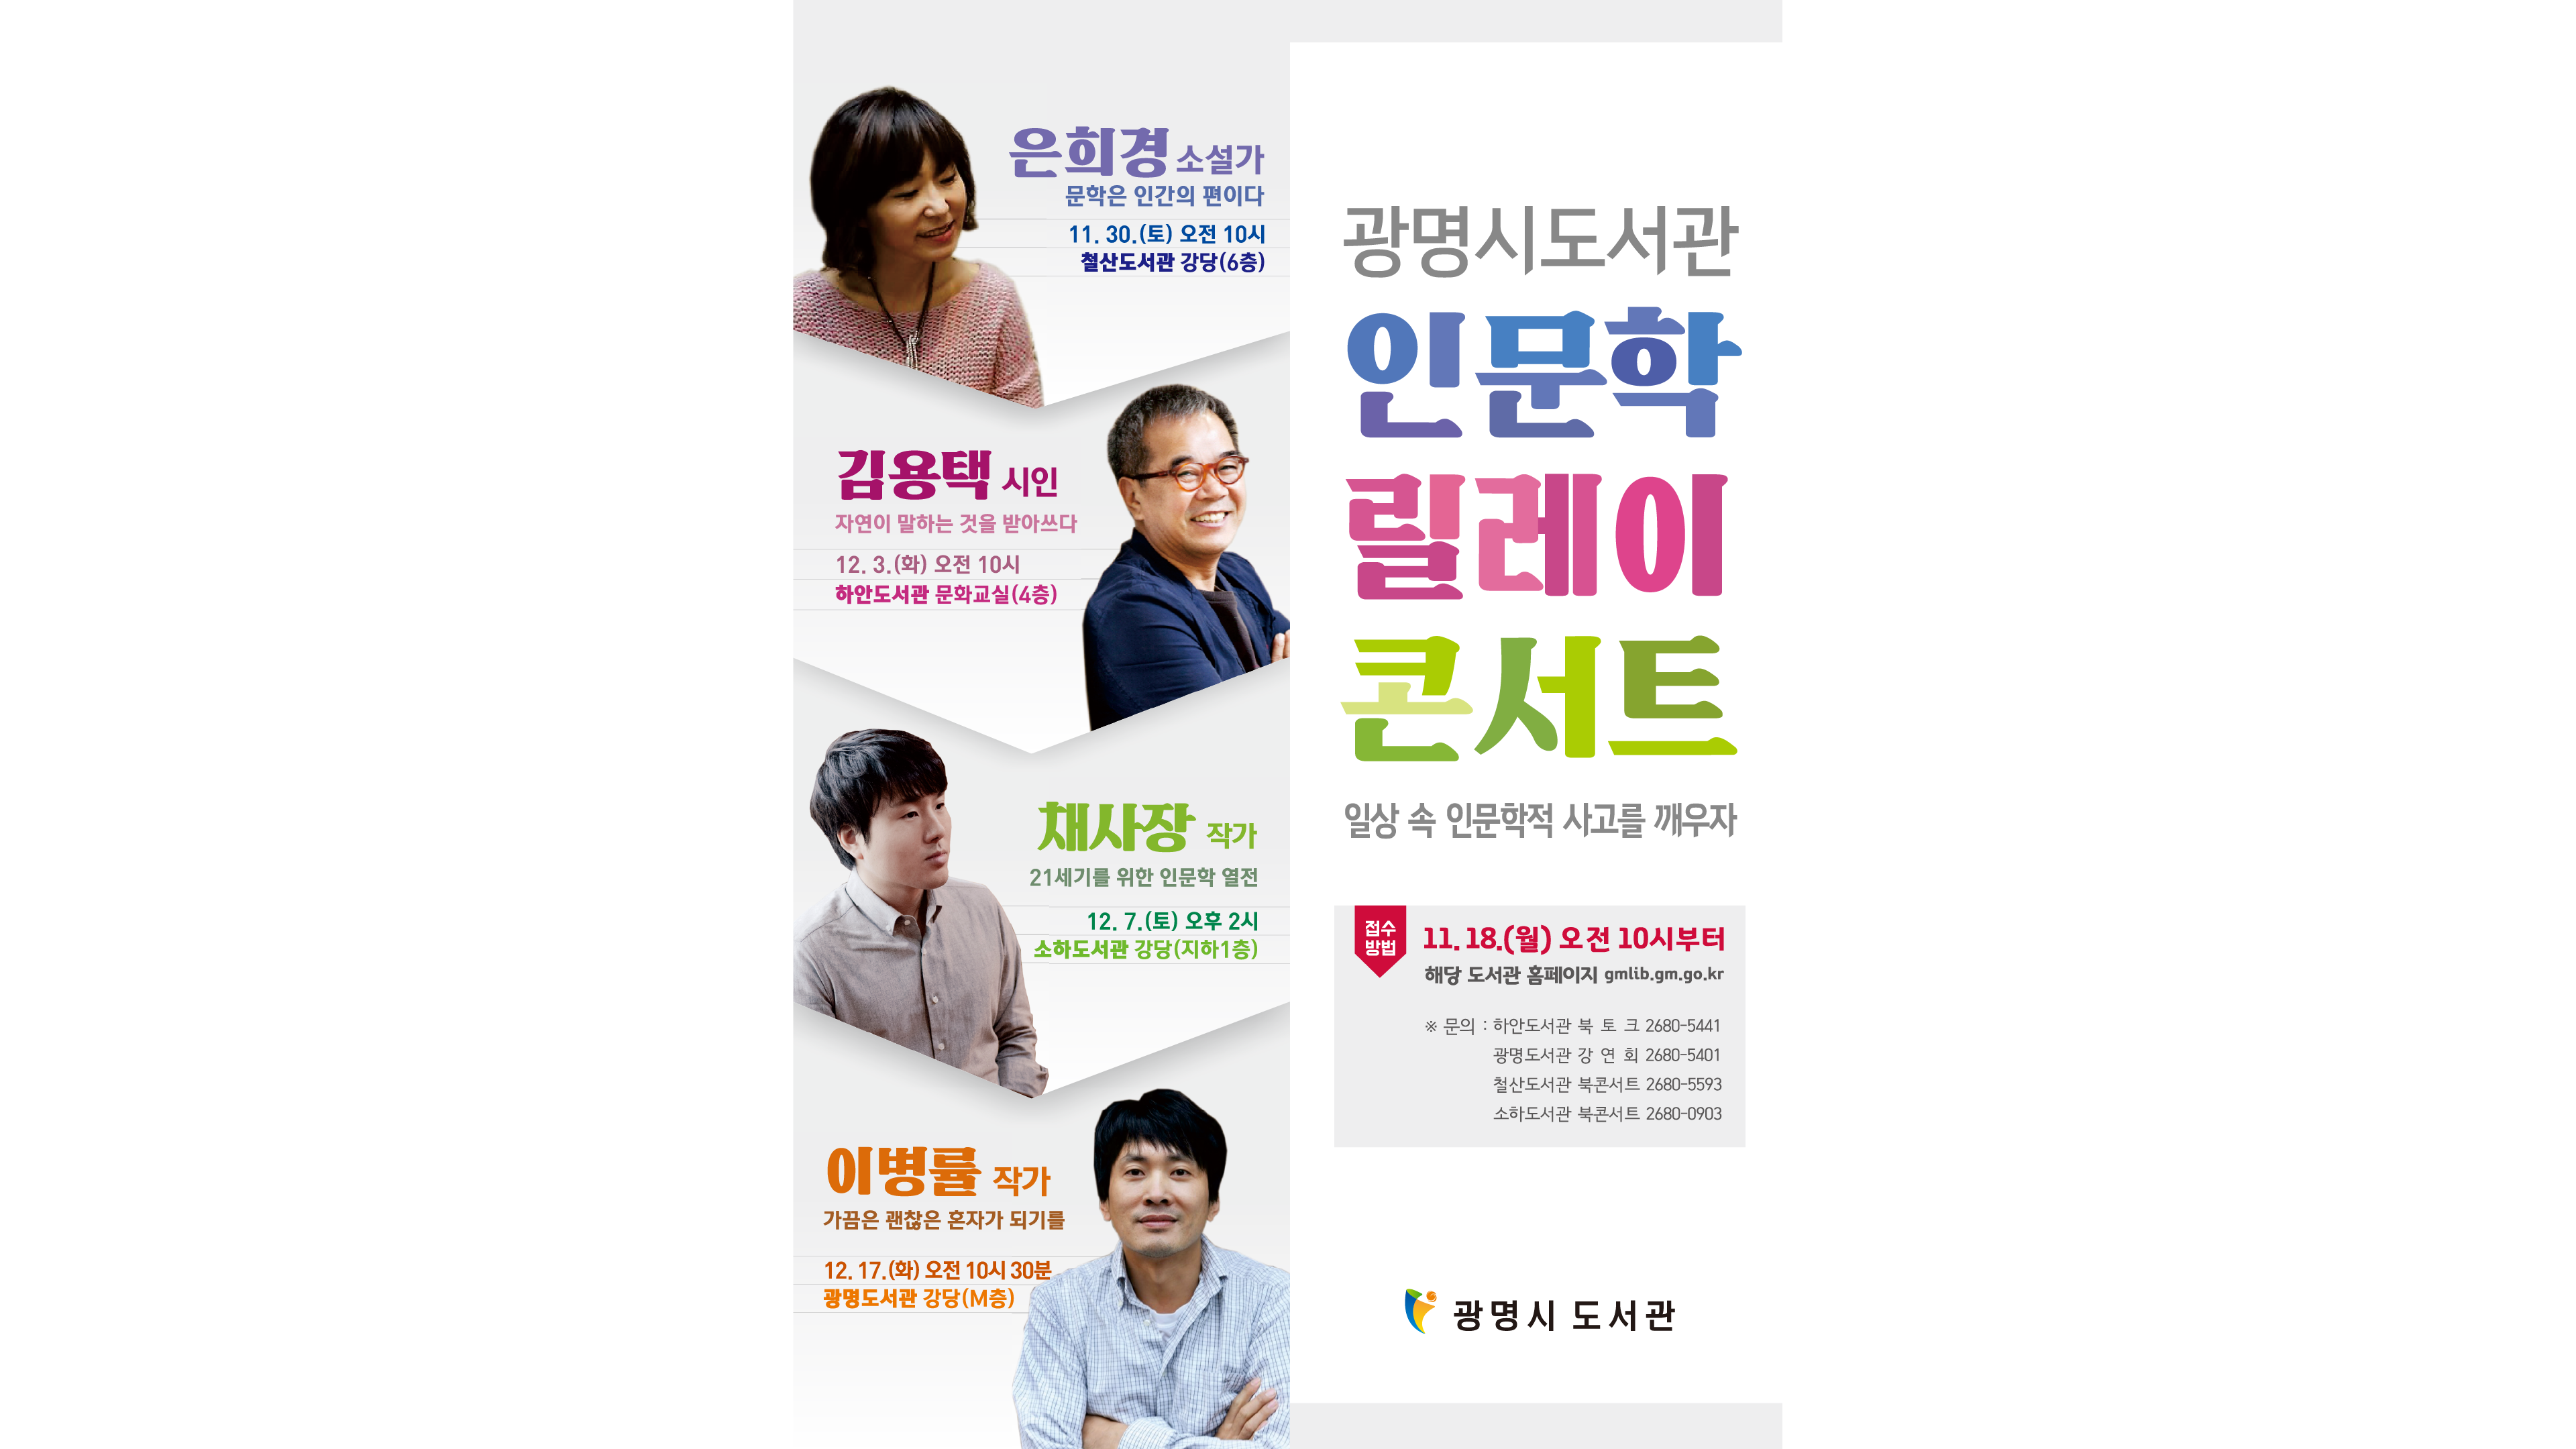 은희경 소설가
문학은 인간의 편이다
11. 30.(토) 오전 10시
철산도서관 강당(6층)
김용택 시인
자연이 말하는 것을 받아쓰다
12. 3.(화) 오전 10시
하안도서관 문화교실(4층)
채사장 작가
21세기를 위한 인문학 열전
12. 7.(토) 오후 2시
소하도서관 강당(지하1층)
이병률 작가
가끔은 괜찮은 혼자가 되기를
12. 17.(화) 오전 10시 30분
광명도서관 강당(M층)
광명시도서관
인문학
릴레이
콘서트
일상 속 인문학적 사고를 깨우자
접수
방법
11. 18.(월) 오전 10시부터
해당 도서관 홈페이지 gmlib.gm.go.kr
※ 문의 : 하안도서관 북 토 크 2680-5441
광명도서관 강 연 회 2680-5401
철산도서관 북콘서트 2680-5593
소하도서관 북콘서트 2680-0903
광명시 도서관